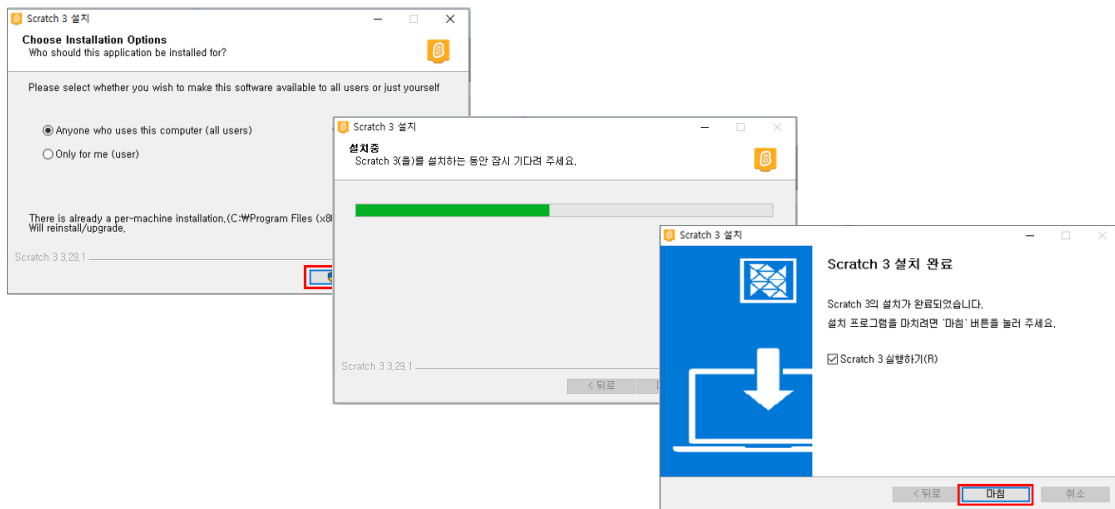 Scratch 3 설치
Choose Installation Options
Who should this application be installed for?
Please select whether you wish to make this software available to all users or just yourself
Anyone who uses this computer (all users)
Only for me (user)
There is already a per-machine installation.(C:₩Program Files (x8
Will reinstall/upgrade.
Scratch 3 3.29.1
Scratch 3 설치
설치중
Scratch 3(을)를 설치하는 동안 잠시 기다려 주세요.
Scratch 3 3.29.1
< 뒤로
Scratch 3 설치
Scratch 3 설치 완료
Scratch 3의 설치가 완료되었습니다.
설치 프로그램을 마치려면 '마침' 버튼을 눌러 주세요.
Scratch 3 실행하기(R)
< 뒤로 마침 취소